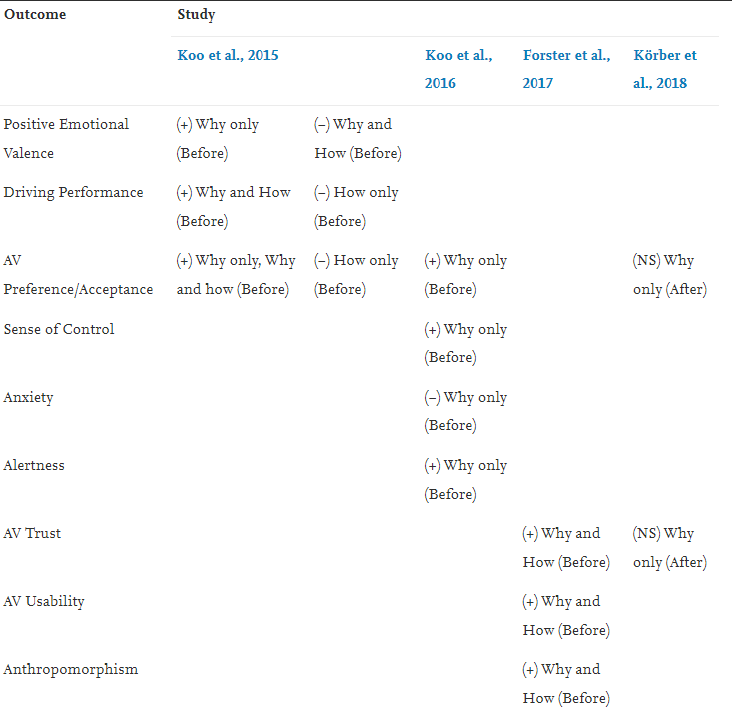 Outcome Study
Koo et al., 2015 Koo et al., Forster et al., Körber et
2016 2017 al., 2018
Positive Emotional (+) Why only (–) Why and
Valence (Before) How (Before)
Driving Performance (+) Why and How (–) How only
(Before) (Before)
AV (+) Why only, Why (–) How only (+) Why only (NS) Why
Preference/Acceptance and how (Before) (Before) (Before) only (After)
Sense of Control (+) Why only
(Before)
Anxiety (–) Why only
(Before)
Alertness (+) Why only
(Before)
AV Trust (+) Why and (NS) Why
How (Before) only (After)
AV Usability (+) Why and
How (Before)
Anthropomorphism (+) Why and
How (Before)